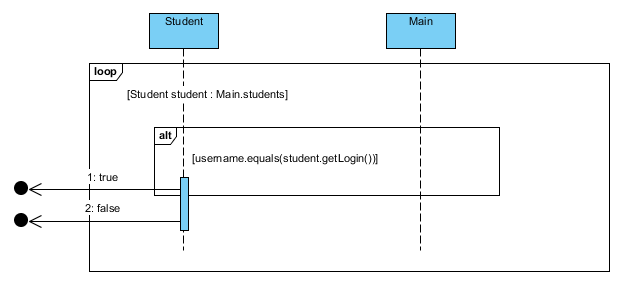 Student
Main
loop
[Student student : Main.students]
alt
[username.equals(student.getLogin())]
1: true
2: false